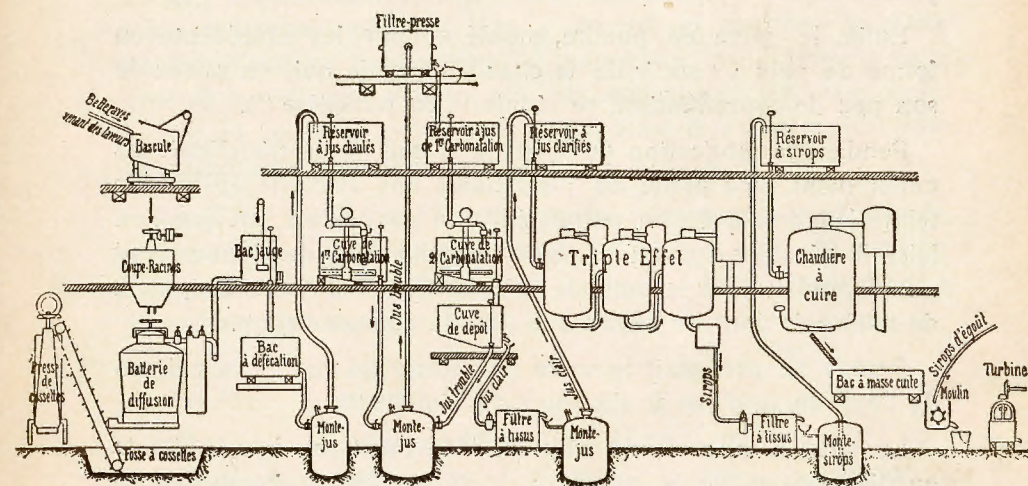 Filtre-presse
Betteraves
venant des laveurs
Bascule
Réservoir
à jus chaulés
Réservoir à jus
de 1re Carbonatation
Réservoir à
jus clarifiés
Réservoir
à sirops
Coupe-Racines
Bac jaugé
Cuve de
1re Carbonatation
Jus trouble
Cuve de
2e Carbonatation
Triple Effet
Chaudière
à
cuire
Presse
de
cossettes
Batterie
de
diffusion
Bac
à défécation
Cuve
de dépôt
Jus trouble
Jus clair
Jus clair
Sirops
Bac à masse cuite
Sirops d'égoût
Moulin
Turbine
Fosse à cossettes
Monte-
jus
Monte-
jus
Filtre
à tissus
Monte-
jus
Filtre
à tissus
Monte-
sirops